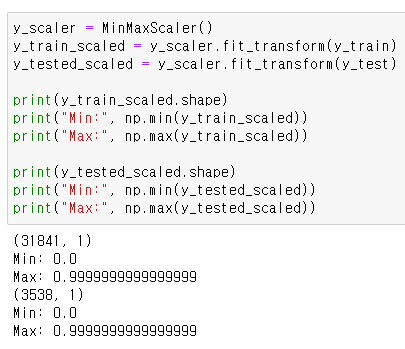 y_scaler = MinMaxScaler()
y_train_scaled = y_scaler.fit_transform(y_train)
y_tested_scaled = y_scaler.fit_transform(y_test)

print(y_train_scaled.shape)
print("Min:", np.min(y_train_scaled))
print("Max:", np.max(y_train_scaled))

print(y_tested_scaled.shape)
print("Min:", np.min(y_tested_scaled))
print("Max:", np.max(y_tested_scaled))
(31841, 1)
Min: 0.0
Max: 0.9999999999999999
(3538, 1)
Min: 0.0
Max: 0.9999999999999999